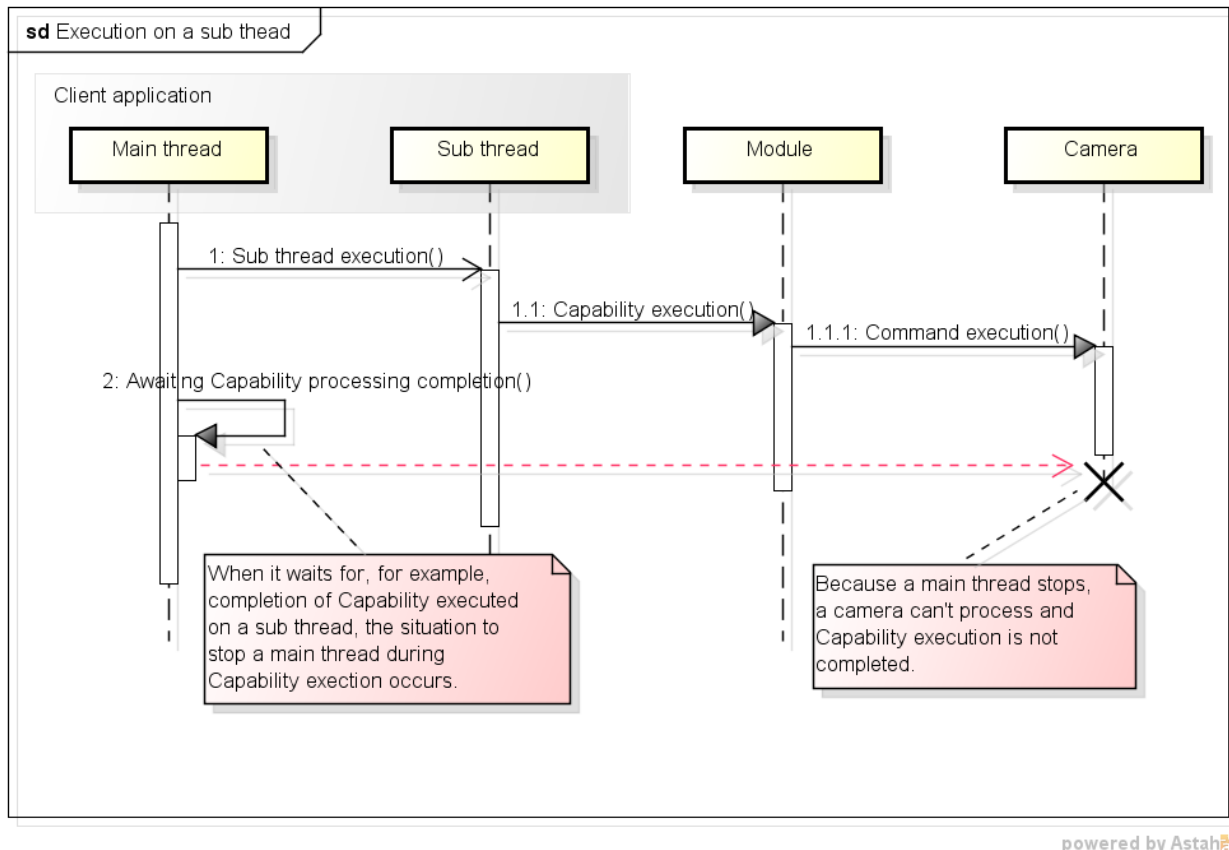 sd Execution on a sub thead
Client application
Main thread
Sub thread
Module
Camera
1: Sub thread execution()
1.1: Capability execution()
1.1.1: Command execution()
2: Awaiting Capability processing completion()
When it waits for, for example,
completion of Capability executed
on a sub thread, the situation to
stop a main thread during
Capability exection occurs.
Because a main thread stops,
a camera can't process and
Capability execution is not
completed.
powered by Astah